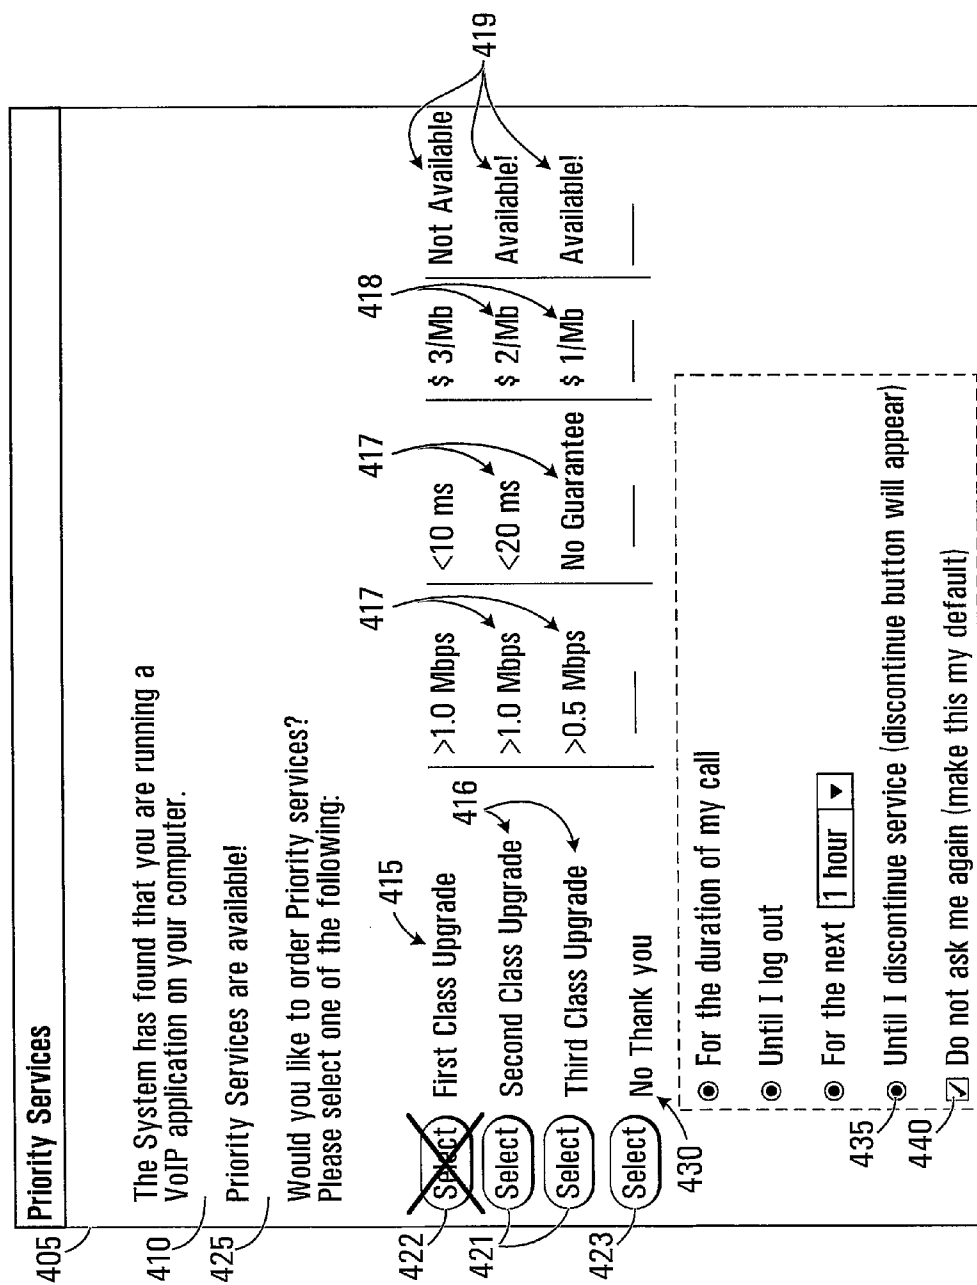 Priority Services
405
The System has found that you are running a
VoIP application on your computer.
410
Priority Services are available!
425
Would you like to order Priority services?
Please select one of the following:
415
416
417
417
418
419
422
Select First Class Upgrade >1.0 Mbps <10 ms $ 3/Mb Not Available
421
Select Second Class Upgrade >1.0 Mbps <20 ms $ 2/Mb Available!
Select Third Class Upgrade >0.5 Mbps No Guarantee $ 1/Mb Available!
423
Select No Thank you
430
For the duration of my call
Until I log out
For the next 1 hour
435
Until I discontinue service (discontinue button will appear)
440
Do not ask me again (make this my default)